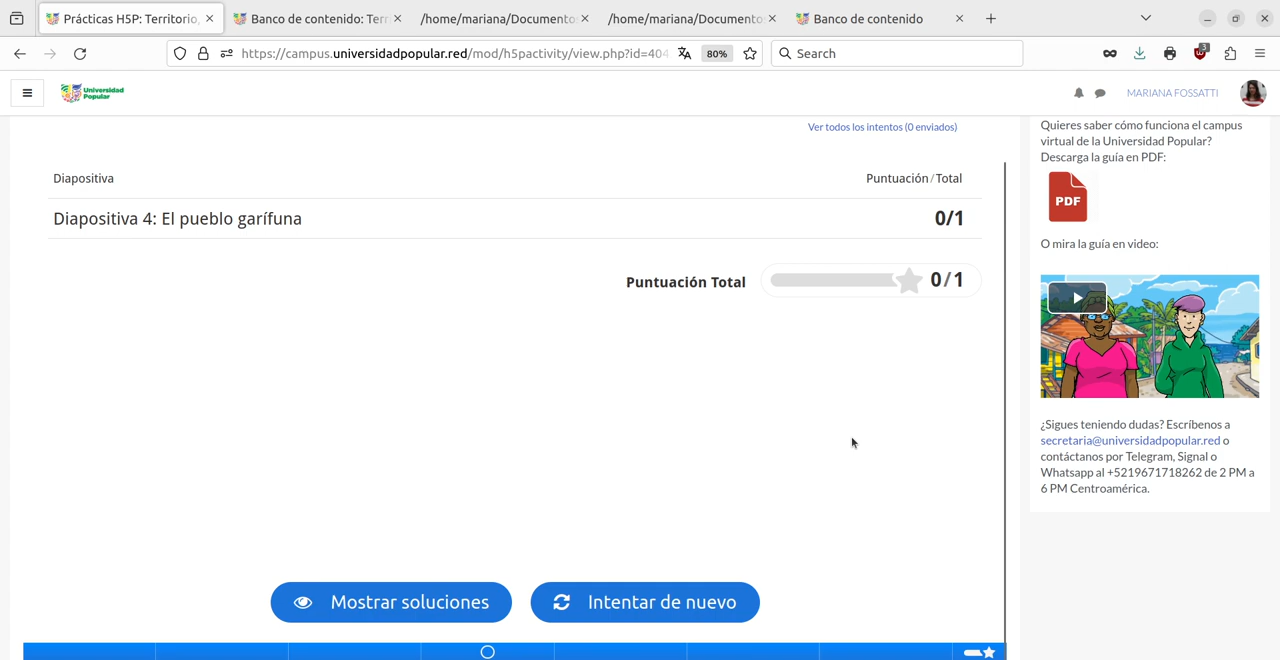 Prácticas H5P: Territorio,
Banco de contenido: Terr
/home/mariana/Documento
/home/mariana/Documento
Banco de contenido
https://campus.universidadpopular.red/mod/h5pactivity/view.php?id=404
80%
Search
3
Universidad
Popular
MARIANA FOSSATTI
Ver todos los intentos (0 enviados)
Diapositiva
Puntuación/Total
Diapositiva 4: El pueblo garífuna
0/1
Puntuación Total
0/1
Mostrar soluciones
Intentar de nuevo
Quieres saber cómo funciona el campus
virtual de la Universidad Popular?
Descarga la guía en PDF:
PDF
O mira la guía en video:
¿Sigues teniendo dudas? Escríbenos a
secretaria@universidadpopular.red o
contáctanos por Telegram, Signal o
Whatsapp al +5219671718262 de 2 PM a
6 PM Centroamérica.